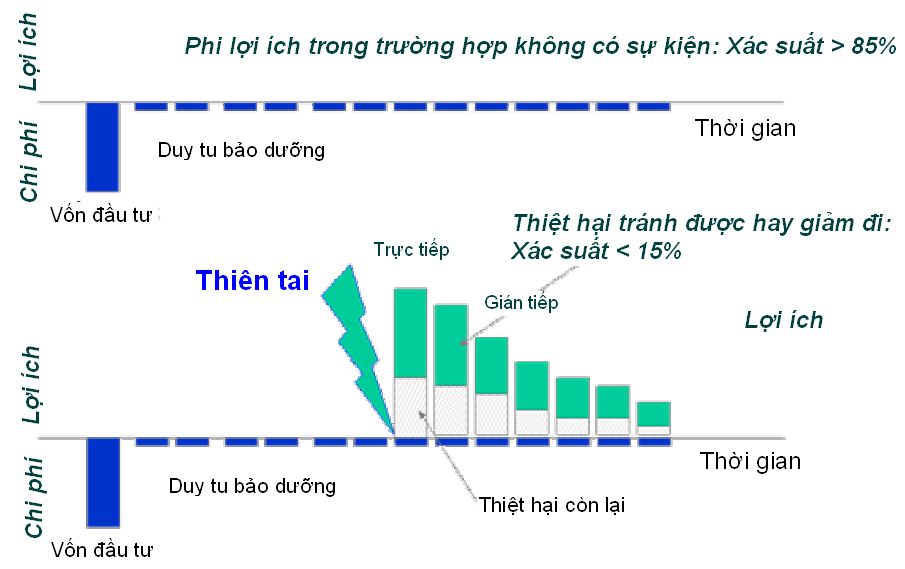 Lợi ích
Phi lợi ích trong trường hợp không có sự kiện: Xác suất > 85%
Chi phí
Thời gian
Duy tu bảo dưỡng
Vốn đầu tư
Thiệt hại tránh được hay giảm đi:
Xác suất < 15%
Trực tiếp
Thiên tai
Gián tiếp
Lợi ích
Lợi ích
Chi phí
Thời gian
Duy tu bảo dưỡng
Thiệt hại còn lại
Vốn đầu tư